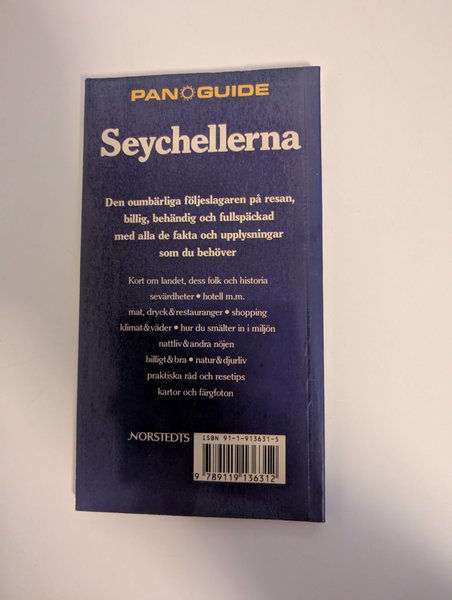 PAN GUIDE
Seychellerna
Den oumbärliga följeslagaren på resan,
billig, behändig och fullspäckad
med alla de fakta och upplysningar
som du behöver
Kort om landet, dess folk och historia
sevärdheter • hotell m.m.
mat, dryck & restauranger • shopping
klimat & väder • hur du smälter in i miljön
nattliv & andra nöjen
billigt & bra • natur & djurliv
praktiska råd och resetips
kartor och färgfoton
NORSTEDTS
ISBN 91-1-913631-5
9 789119 136312